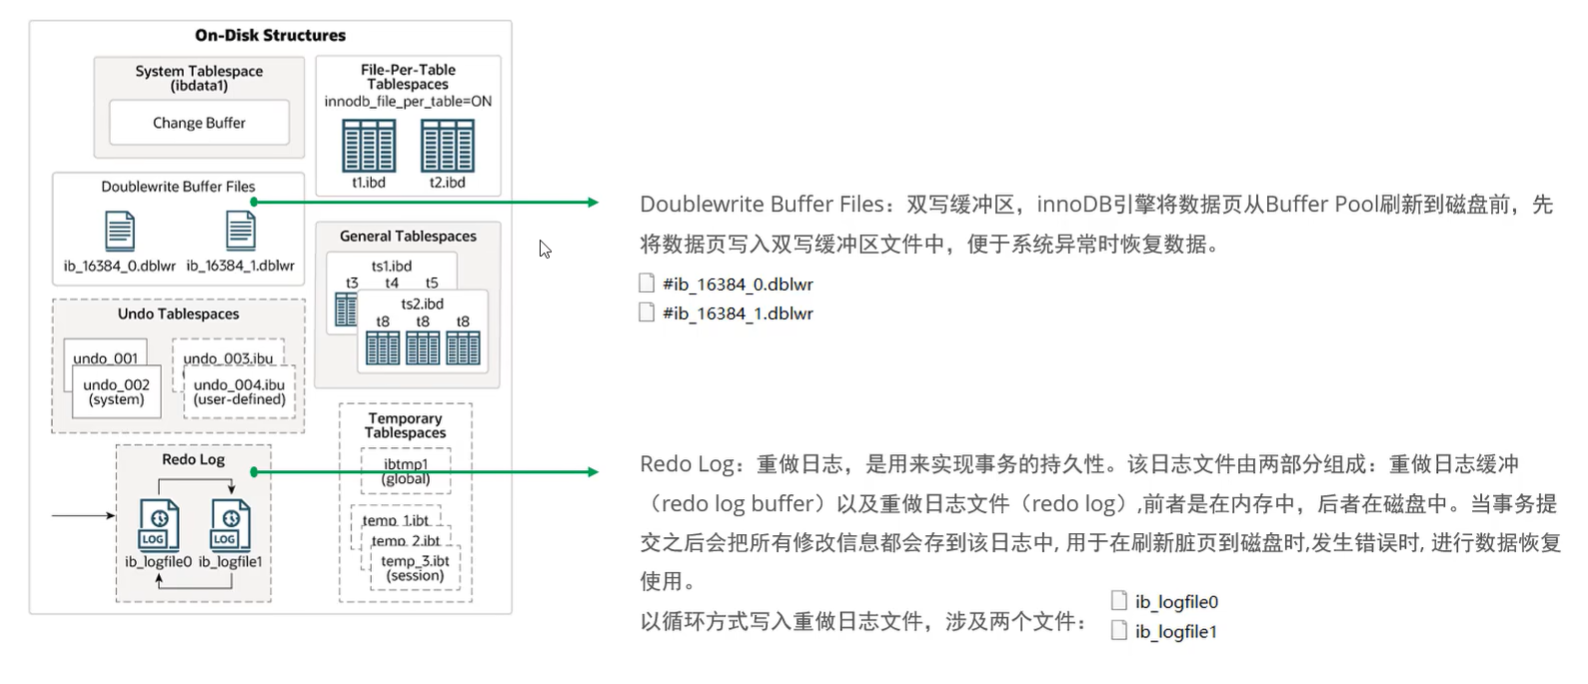 On-Disk Structures
System Tablespace
(ibdata1)
Change Buffer
File-Per-Table
Tablespaces
innodb_file_per_table=ON
t1.ibd
t2.ibd
Doublewrite Buffer Files
ib_16384_0.dblwr
ib_16384_1.dblwr
General Tablespaces
ts1.ibd
t3 t4 t5
ts2.ibd
t8 t8 t8
Undo Tablespaces
undo_001
undo_002
(system)
undo_003.ibu
undo_004.ibu
(user-defined)
Temporary
Tablespaces
ibtmp1
(global)
temp_1.ibt
temp_2.ibt
temp_3.ibt
(session)
Redo Log
LOG
LOG
ib_logfile0
ib_logfile1
Doublewrite Buffer Files：双写缓冲区，innoDB引擎将数据页从Buffer Pool刷新到磁盘前，先
将数据页写入双写缓冲区文件中，便于系统异常时恢复数据。
#ib_16384_0.dblwr
#ib_16384_1.dblwr
Redo Log：重做日志，是用来实现事务的持久性。该日志文件由两部分组成：重做日志缓冲
（redo log buffer）以及重做日志文件（redo log）,前者是在内存中，后者在磁盘中。当事务提
交之后会把所有修改信息都会存到该日志中, 用于在刷新脏页到磁盘时,发生错误时, 进行数据恢复
使用。
以循环方式写入重做日志文件，涉及两个文件：
ib_logfile0
ib_logfile1